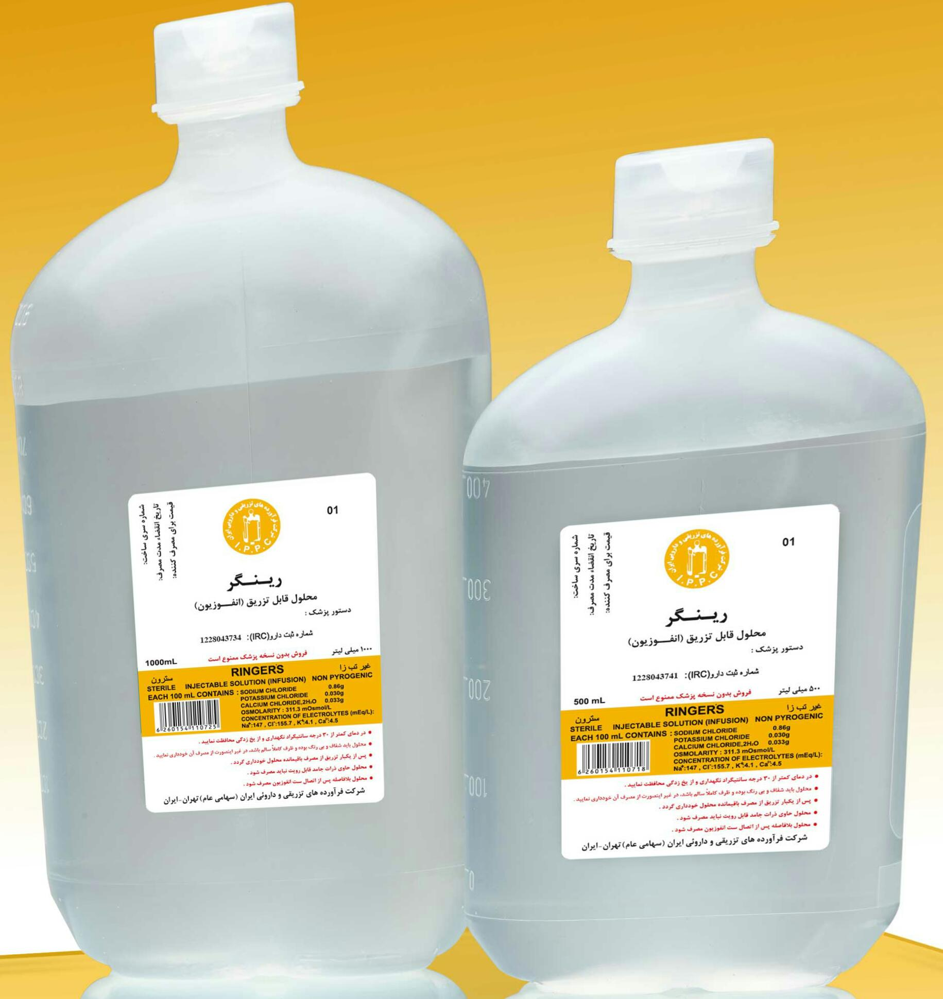 شماره سری ساخت:
تاریخ انقضاء مدت مصرف:
قیمت برای مصرف کننده:
شرکت فرآورده های تزریقی و دارویی ایران
I.P.P.C
01
رینگر
محلول قابل تزریق (انفوزیون)
دستور پزشک :
شماره ثبت دارو(IRC): 1228043734
1000mL فروش بدون نسخه پزشک ممنوع است ۱۰۰۰ میلی لیتر
سترون RINGER'S غیر تب زا
STERILE INJECTABLE SOLUTION (INFUSION) NON PYROGENIC
EACH 100 mL CONTAINS : SODIUM CHLORIDE 0.86g
POTASSIUM CHLORIDE 0.030g
CALCIUM CHLORIDE,2H₂O 0.033g
OSMOLARITY : 311.3 mOsmol/L
CONCENTRATION OF ELECTROLYTES (mEq/L):
Na⁺:147 , Cl⁻:155.7 , K⁺:4.1 , Ca²⁺:4.5
6 260154 110725
● در دمای کمتر از ۳۰ درجه سانتیگراد نگهداری و از یخ زدگی محافظت نمایید .
● محلول باید شفاف و بی رنگ بوده و ظرف کاملاً سالم باشد، در غیر اینصورت از مصرف آن خودداری نمایید .
● پس از یکبار تزریق از مصرف باقیمانده محلول خودداری گردد .
● محلول حاوی ذرات جامد قابل رویت نباید مصرف شود .
● محلول بلافاصله پس از اتصال ست انفوزیون مصرف شود .
شرکت فرآورده های تزریقی و داروئی ایران (سهامی عام) تهران-ایران
400
300
200
100
0
شماره سری ساخت:
تاریخ انقضاء مدت مصرف:
قیمت برای مصرف کننده:
شرکت فرآورده های تزریقی و دارویی ایران
I.P.P.C
01
رینگر
محلول قابل تزریق (انفوزیون)
دستور پزشک :
شماره ثبت دارو(IRC): 1228043741
500 mL فروش بدون نسخه پزشک ممنوع است ۵۰۰ میلی لیتر
سترون RINGER'S غیر تب زا
STERILE INJECTABLE SOLUTION (INFUSION) NON PYROGENIC
EACH 100 mL CONTAINS : SODIUM CHLORIDE 0.86g
POTASSIUM CHLORIDE 0.030g
CALCIUM CHLORIDE,2H₂O 0.033g
OSMOLARITY : 311.3 mOsmol/L
CONCENTRATION OF ELECTROLYTES (mEq/L):
Na⁺:147 , Cl⁻:155.7 , K⁺:4.1 , Ca²⁺:4.5
6 260154 110718
● در دمای کمتر از ۳۰ درجه سانتیگراد نگهداری و از یخ زدگی محافظت نمایید .
● محلول باید شفاف و بی رنگ بوده و ظرف کاملاً سالم باشد، در غیر اینصورت از مصرف آن خودداری نمایید .
● پس از یکبار تزریق از مصرف باقیمانده محلول خودداری گردد .
● محلول حاوی ذرات جامد قابل رویت نباید مصرف شود .
● محلول بلافاصله پس از اتصال ست انفوزیون مصرف شود .
شرکت فرآورده های تزریقی و داروئی ایران (سهامی عام) تهران-ایران